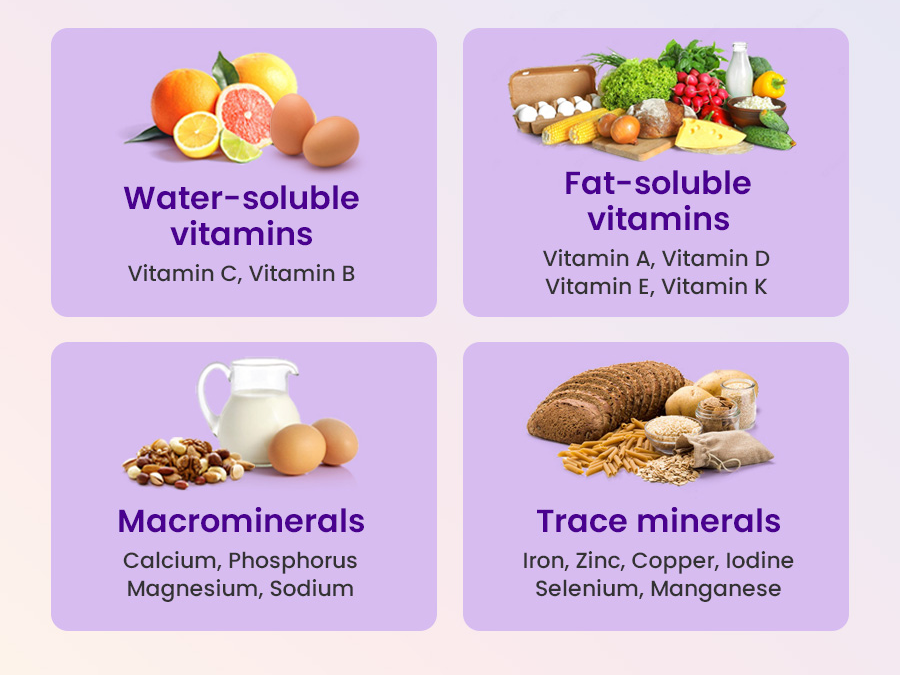 Water-soluble
vitamins
Vitamin C, Vitamin B
Fat-soluble
vitamins
Vitamin A, Vitamin D
Vitamin E, Vitamin K
Macrominerals
Calcium, Phosphorus
Magnesium, Sodium
Trace minerals
Iron, Zinc, Copper, Iodine
Selenium, Manganese